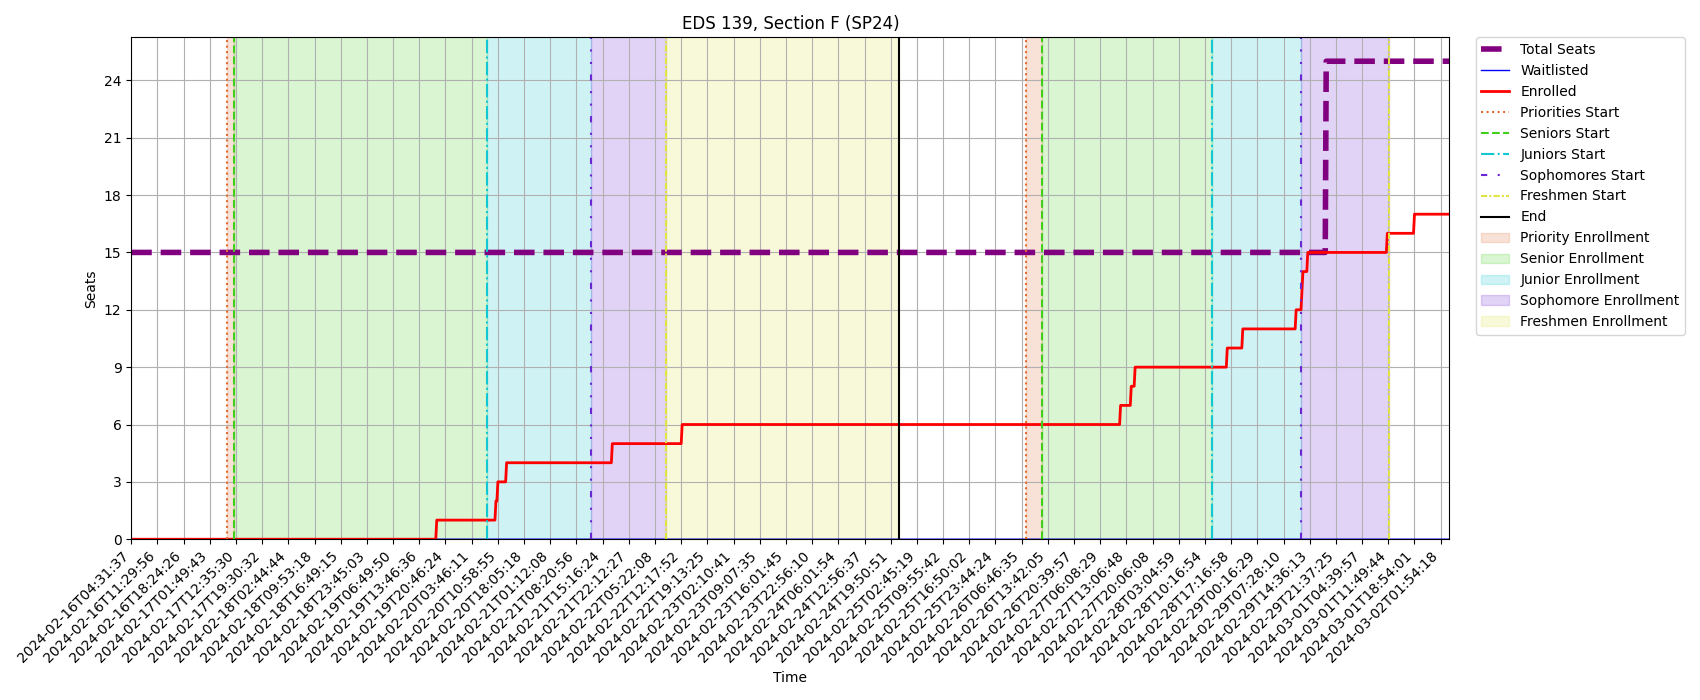 EDS 139, Section F (SP24)
Seats
24
21
18
15
12
9
6
3
0
2024-02-16T04:31:37
2024-02-16T11:29:56
2024-02-16T18:24:26
2024-02-17T01:49:43
2024-02-17T12:35:30
2024-02-17T19:30:32
2024-02-18T02:44:44
2024-02-18T09:53:18
2024-02-18T16:49:15
2024-02-18T23:45:03
2024-02-19T06:49:50
2024-02-19T13:46:36
2024-02-19T20:46:24
2024-02-20T03:46:11
2024-02-20T10:58:55
2024-02-20T18:05:18
2024-02-21T01:12:08
2024-02-21T08:20:56
2024-02-21T15:16:24
2024-02-21T22:12:27
2024-02-22T05:22:08
2024-02-22T12:17:52
2024-02-22T19:13:25
2024-02-23T02:10:41
2024-02-23T09:07:35
2024-02-23T16:01:45
2024-02-23T22:56:10
2024-02-24T06:01:54
2024-02-24T12:56:37
2024-02-24T19:50:51
2024-02-25T02:45:19
2024-02-25T09:55:42
2024-02-25T16:50:02
2024-02-25T23:44:24
2024-02-26T06:46:35
2024-02-26T13:42:05
2024-02-26T20:39:57
2024-02-27T06:08:29
2024-02-27T13:06:48
2024-02-27T20:06:08
2024-02-28T03:04:59
2024-02-28T10:16:54
2024-02-28T17:16:58
2024-02-29T00:16:29
2024-02-29T07:28:10
2024-02-29T14:36:13
2024-02-29T21:37:25
2024-03-01T04:39:57
2024-03-01T11:49:44
2024-03-01T18:54:01
2024-03-02T01:54:18
Time
Total Seats
Waitlisted
Enrolled
Priorities Start
Seniors Start
Juniors Start
Sophomores Start
Freshmen Start
End
Priority Enrollment
Senior Enrollment
Junior Enrollment
Sophomore Enrollment
Freshmen Enrollment